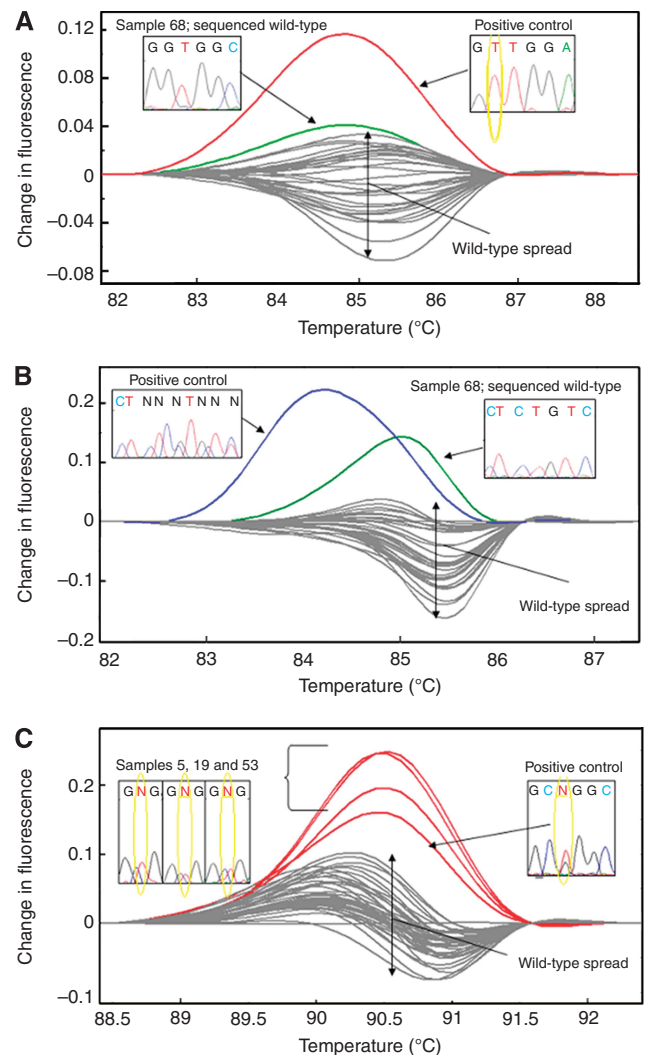 A
Sample 68; sequenced wild-type
Positive control
G G T G G C
G T T G G A
0.12
0.08
0.04
0
−0.04
−0.08
Change in fluorescence
Wild-type spread
82 83 84 85 86 87 88
Temperature (°C)
B
Positive control
Sample 68; sequenced wild-type
CT NN NTNN N
CT C T G T C
0.2
0.1
0
−0.1
−0.2
Change in fluorescence
Wild-type spread
82 83 84 85 86 87
Temperature (°C)
C
Samples 5, 19 and 53
Positive control
GNG GNG GNG
G C N G G C
0.2
0.1
0
−0.1
Change in fluorescence
Wild-type spread
88.5 89 89.5 90 90.5 91 91.5 92
Temperature (°C)